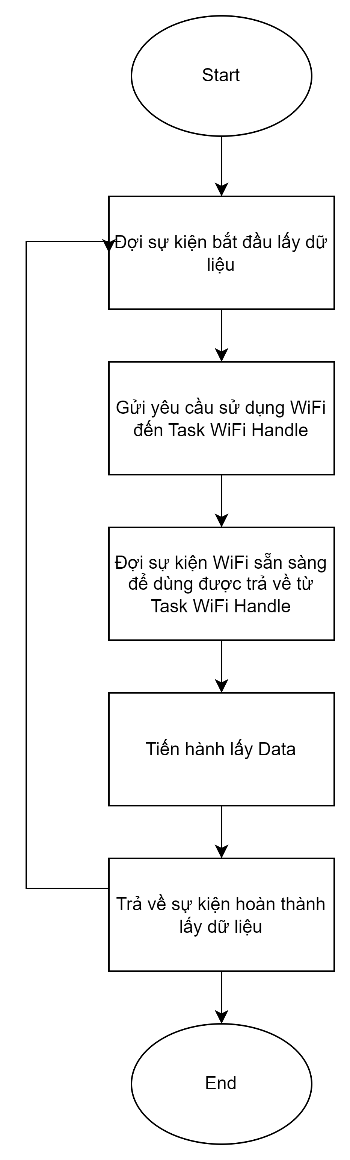 Start
Đợi sự kiện bắt đầu lấy dữ
liệu
Gửi yêu cầu sử dụng WiFi
đến Task WiFi Handle
Đợi sự kiện WiFi sẵn sàng
để dùng được trả về từ
Task WiFi Handle
Tiến hành lấy Data
Trả về sự kiện hoàn thành
lấy dữ liệu
End